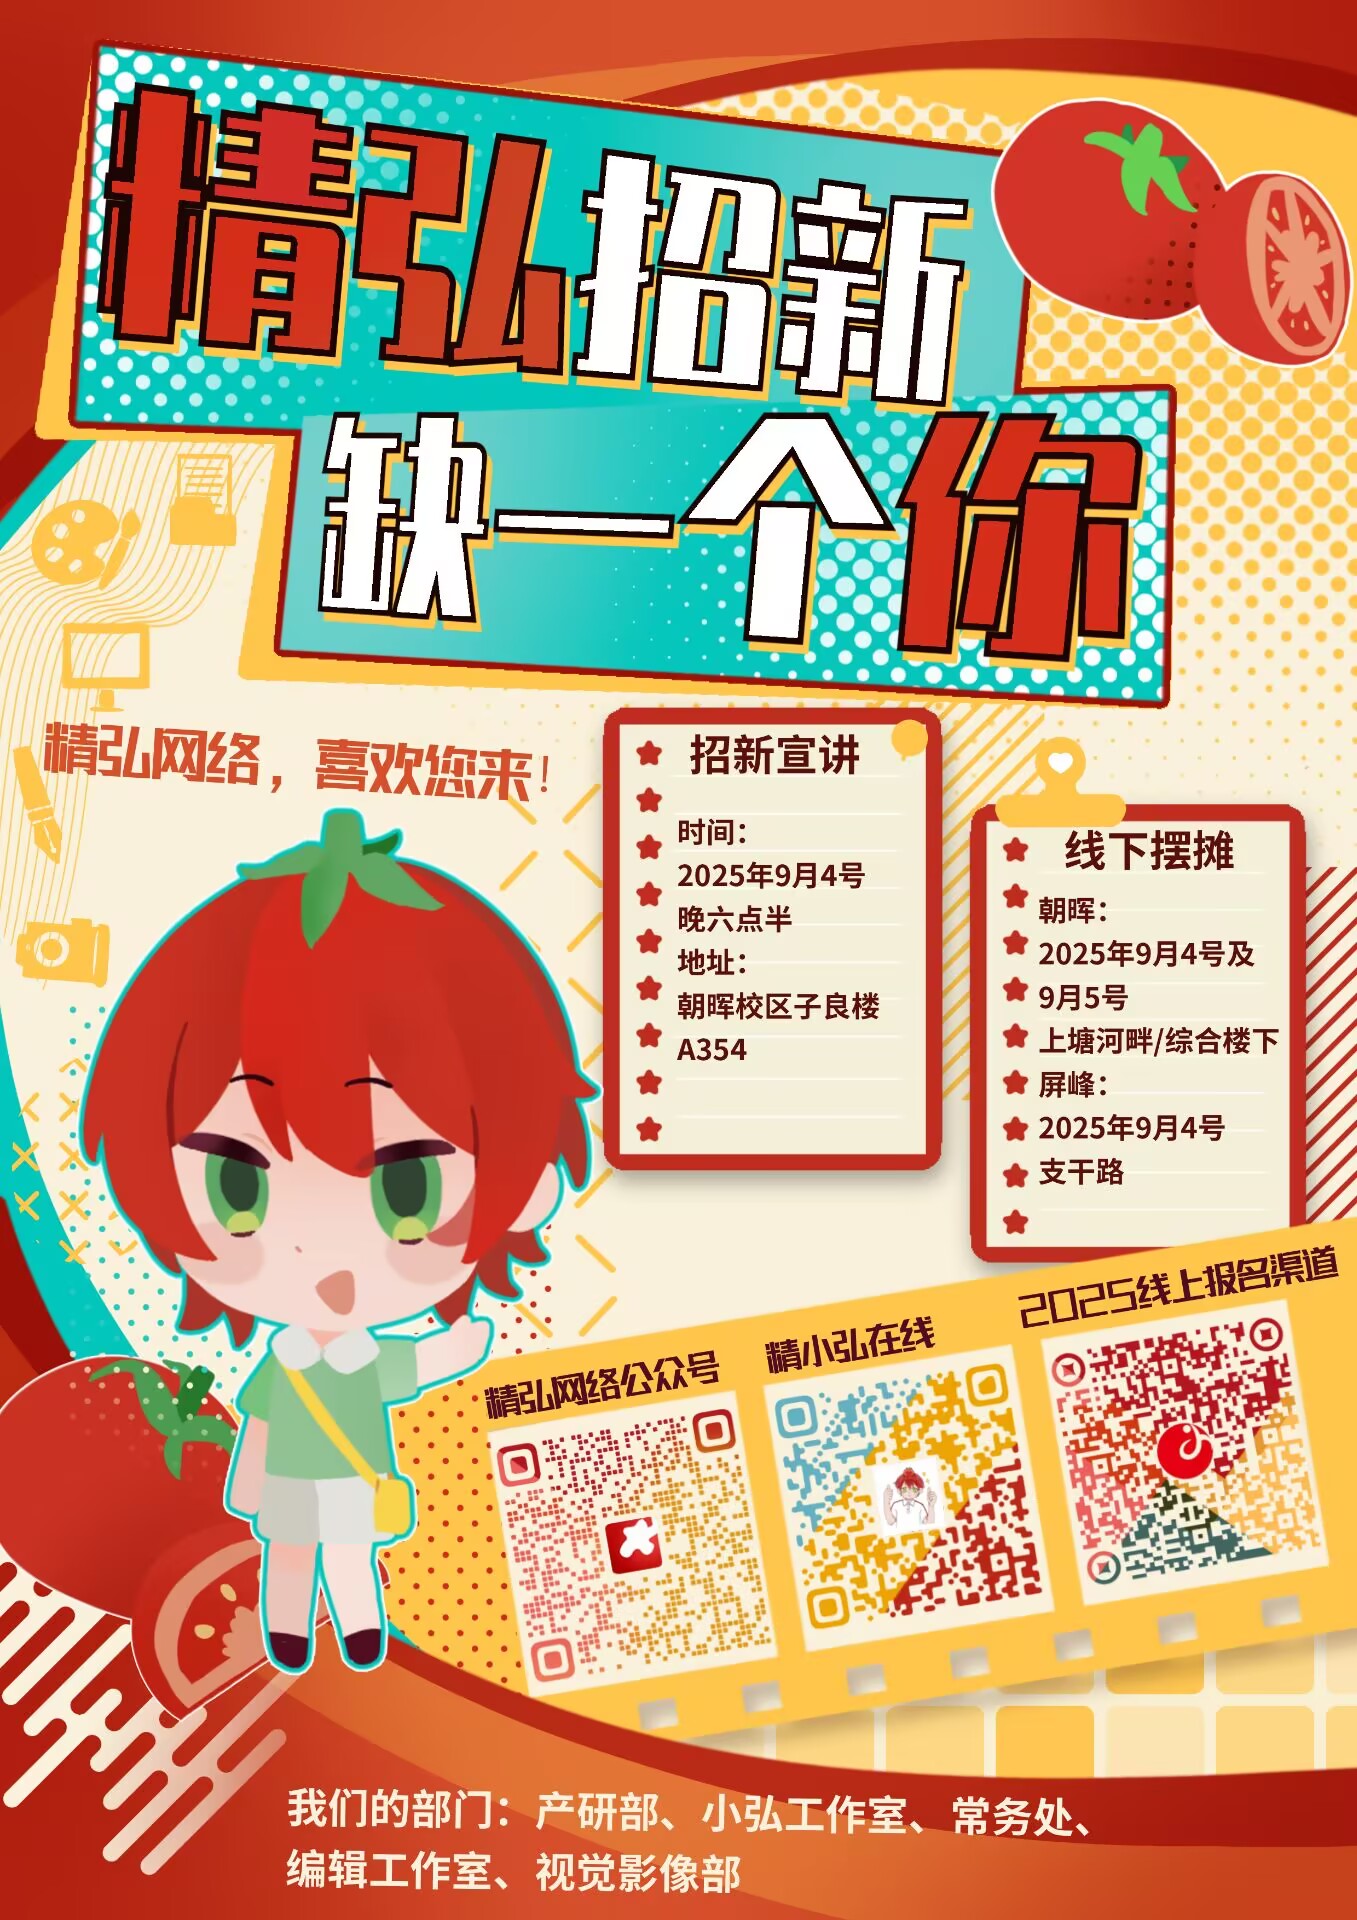 精弘招新
缺一个你
精弘网络，喜欢您来！
招新宣讲
时间：
2025年9月4号
晚六点半
地址：
朝晖校区子良楼
A354
线下摆摊
朝晖：
2025年9月4号及
9月5号
上塘河畔/综合楼下
屏峰：
2025年9月4号
支干路
精弘网络公众号
精小弘在线
2025线上报名渠道
我们的部门：产研部、小弘工作室、常务处、
编辑工作室、视觉影像部